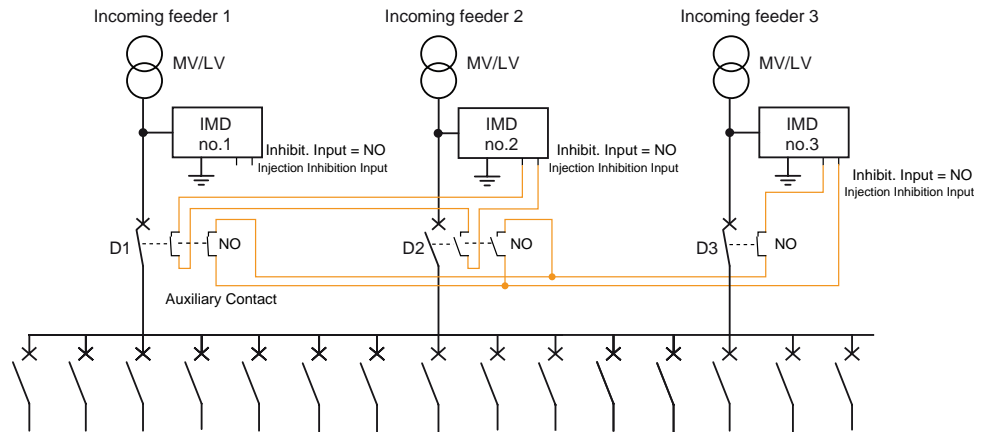 Incoming feeder 1
Incoming feeder 2
Incoming feeder 3
MV/LV
MV/LV
MV/LV
IMD
no.1
Inhibit. Input = NO
Injection Inhibition Input
IMD
no.2
Inhibit. Input = NO
Injection Inhibition Input
IMD
no.3
Inhibit. Input = NO
Injection Inhibition Input
D1
NO
D2
NO
D3
NO
Auxiliary Contact